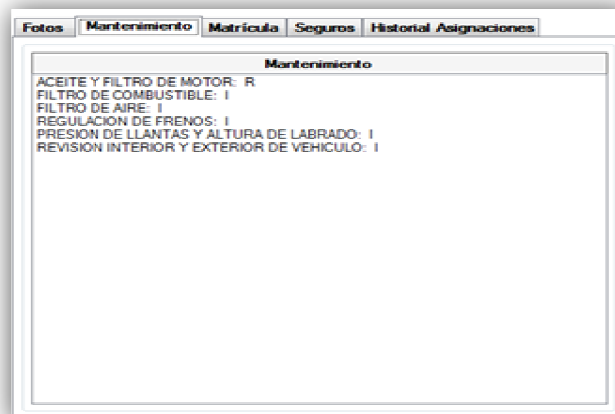 Fotos Mantenimiento Matrícula Seguros Historial Asignaciones
Mantenimiento
ACEITE Y FILTRO DE MOTOR: R
FILTRO DE COMBUSTIBLE: I
FILTRO DE AIRE: I
REGULACION DE FRENOS: I
PRESION DE LLANTAS Y ALTURA DE LABRADO: I
REVISION INTERIOR Y EXTERIOR DE VEHICULO: I